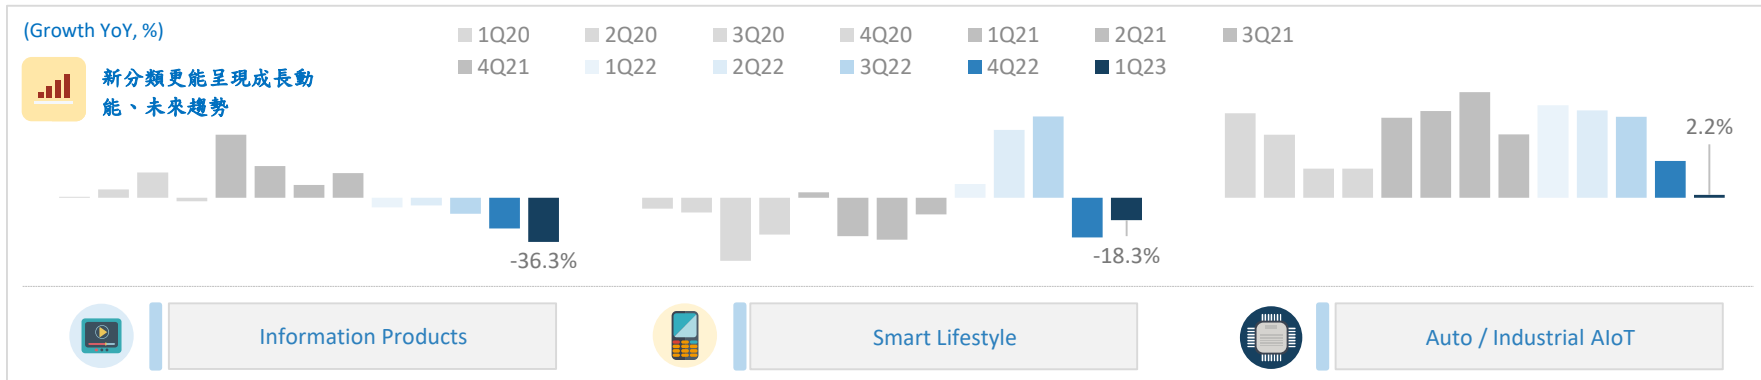 (Growth YoY, %)
1Q20 2Q20 3Q20 4Q20 1Q21 2Q21 3Q21
4Q21 1Q22 2Q22 3Q22 4Q22 1Q23
新分類更能呈現成長動
能、未來趨勢
2.2%
-36.3%
-18.3%
Information Products
Smart Lifestyle
Auto / Industrial AIoT